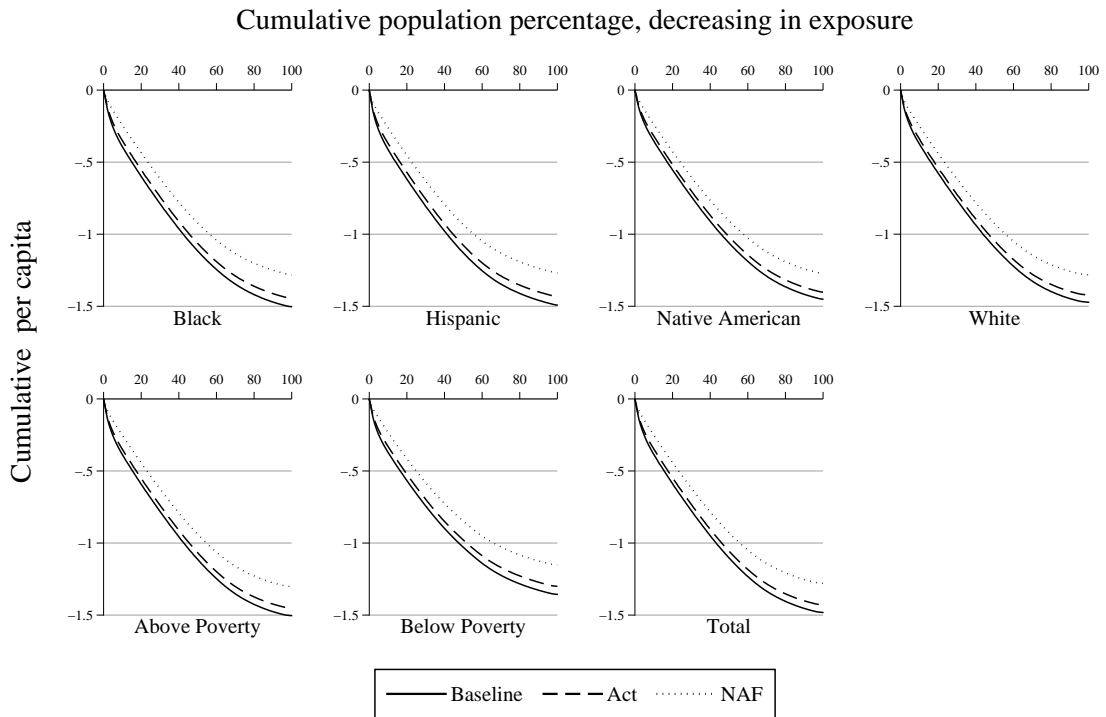 Cumulative population percentage, decreasing in exposure
Cumulative per capita
0 20 40 60 80 100
0
−.5
−1
−1.5
Black
0 20 40 60 80 100
0
−.5
−1
−1.5
Hispanic
0 20 40 60 80 100
0
−.5
−1
−1.5
Native American
0 20 40 60 80 100
0
−.5
−1
−1.5
White
0 20 40 60 80 100
0
−.5
−1
−1.5
Above Poverty
0 20 40 60 80 100
0
−.5
−1
−1.5
Below Poverty
0 20 40 60 80 100
0
−.5
−1
−1.5
Total
Baseline Act NAF